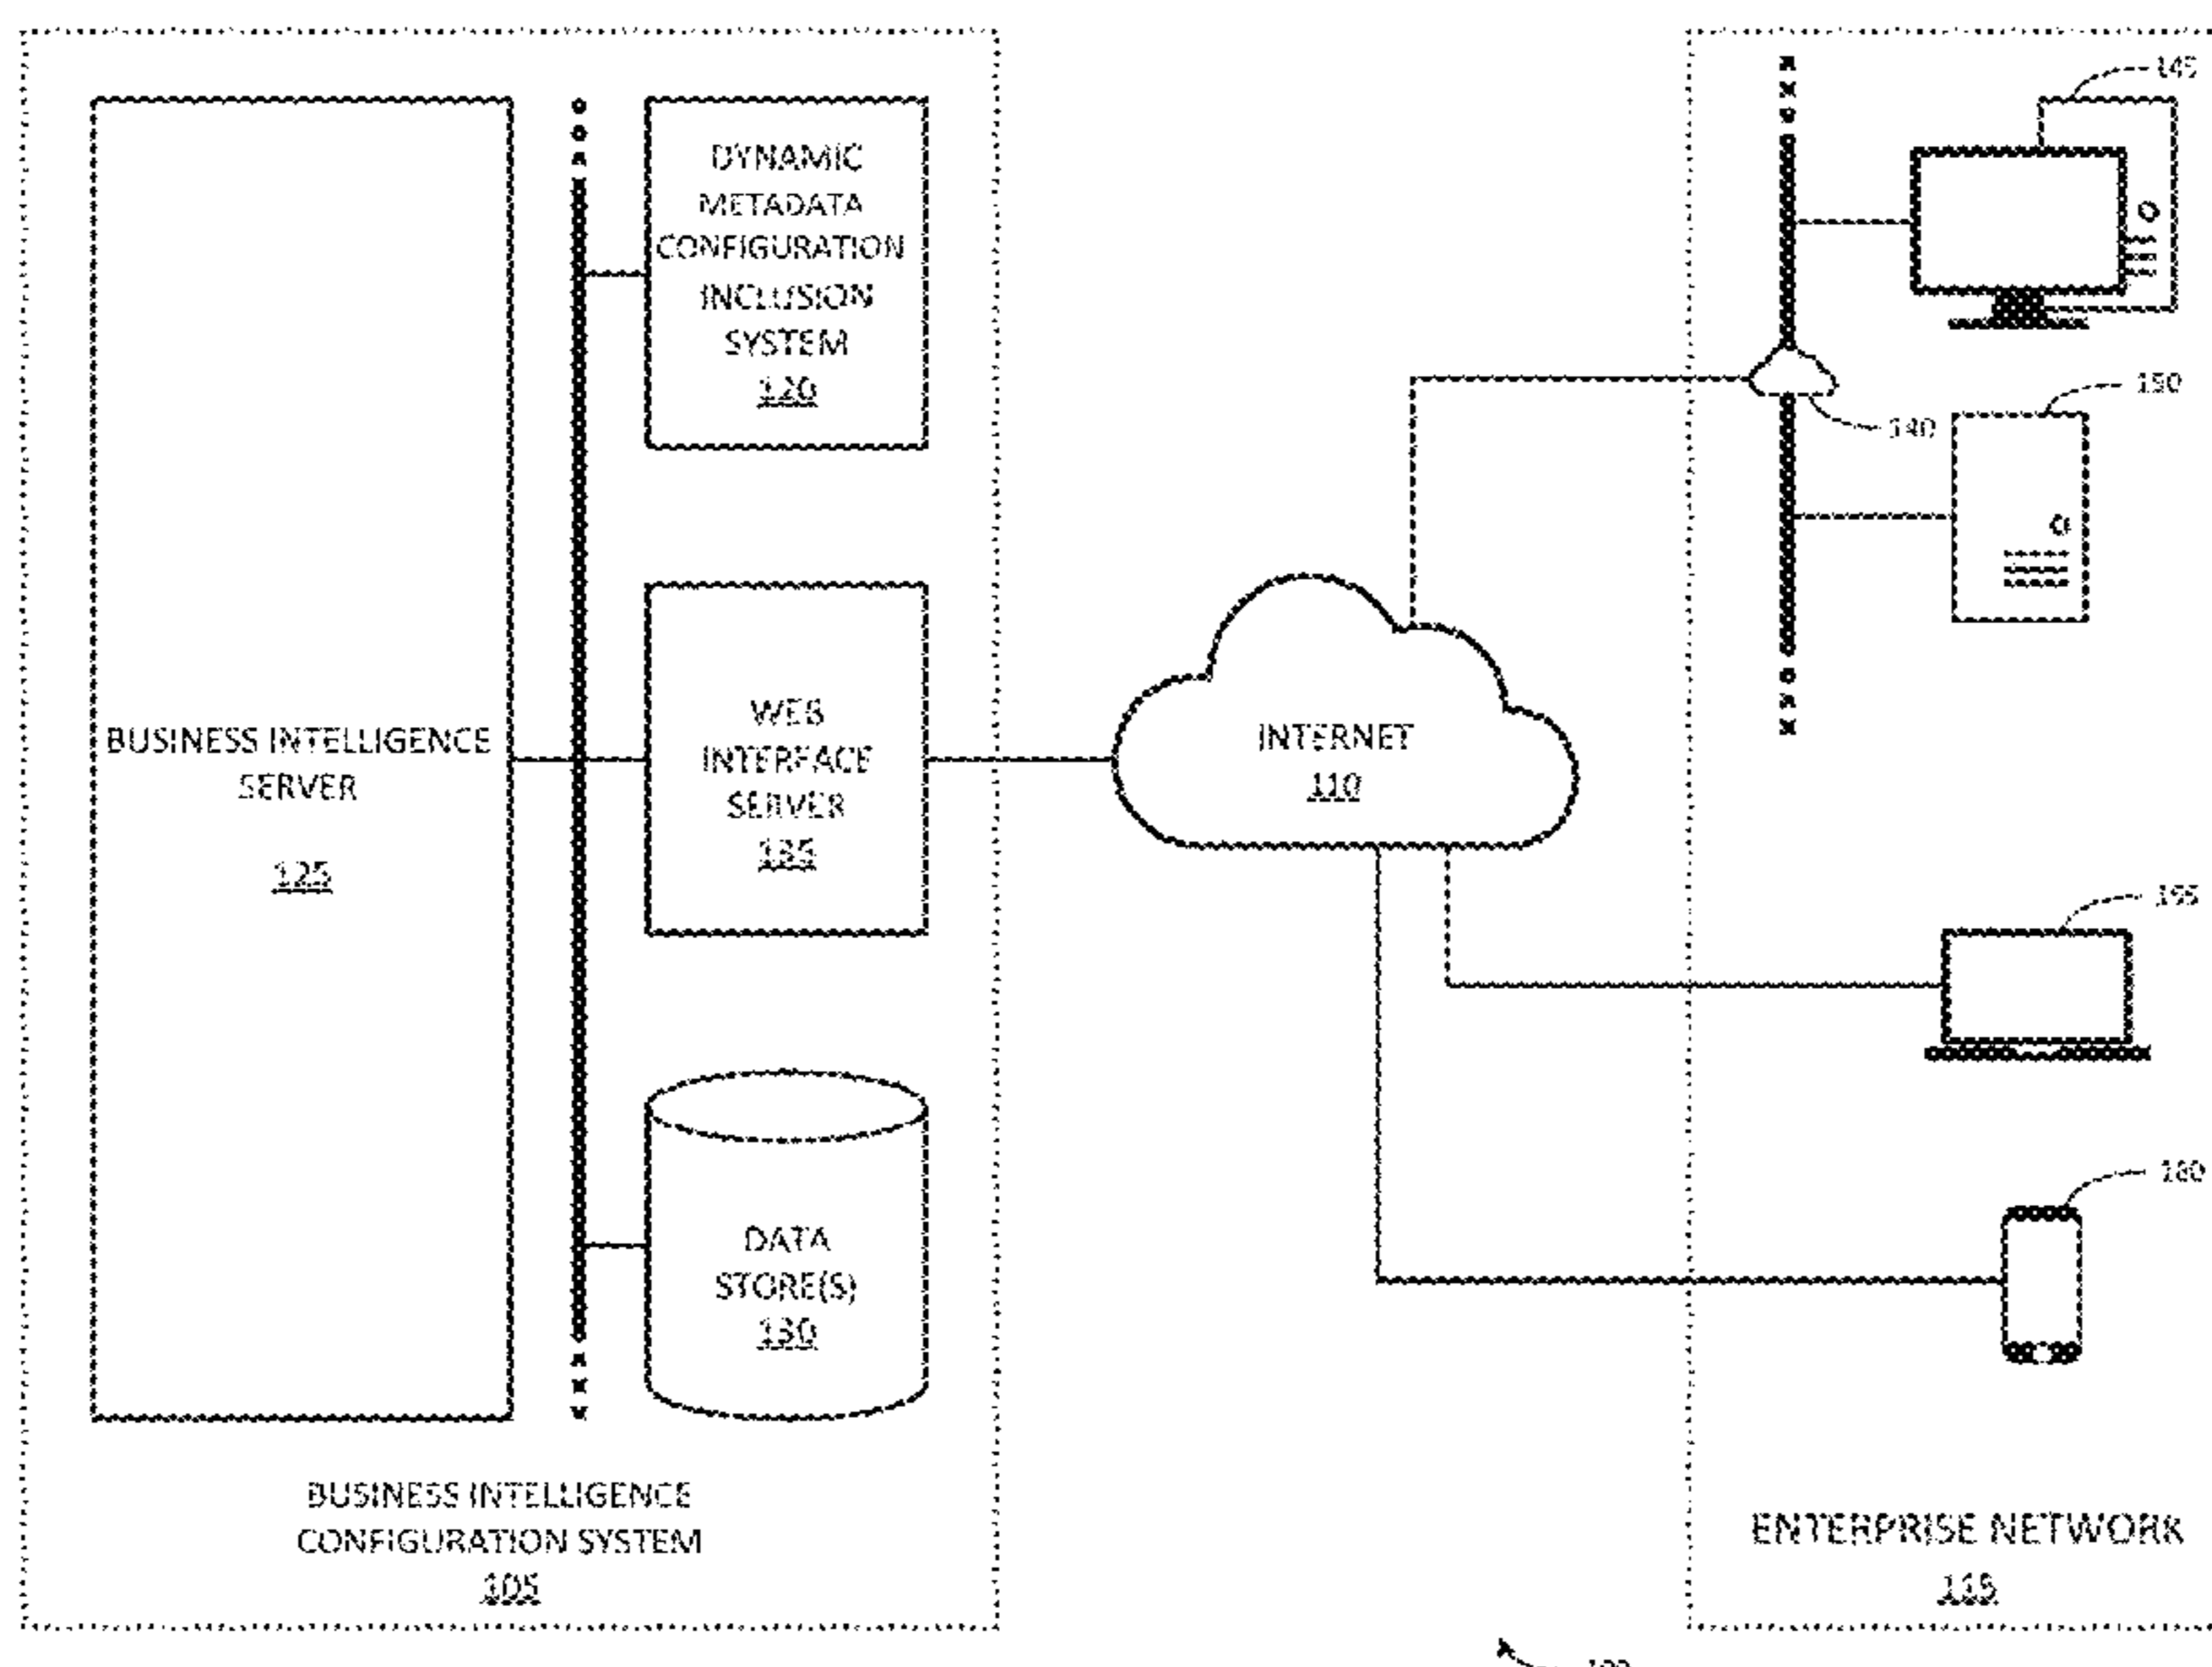 DYNAMIC
METADATA
CONFIGURATION
INCLUSION
SYSTEM
120
BUSINESS INTELLIGENCE
SERVER
125
WEB
INTERFACE
SERVER
135
DATA
STORE(S)
130
BUSINESS INTELLIGENCE
CONFIGURATION SYSTEM
105
INTERNET
110
145
140
150
155
160
ENTERPRISE NETWORK
115
100